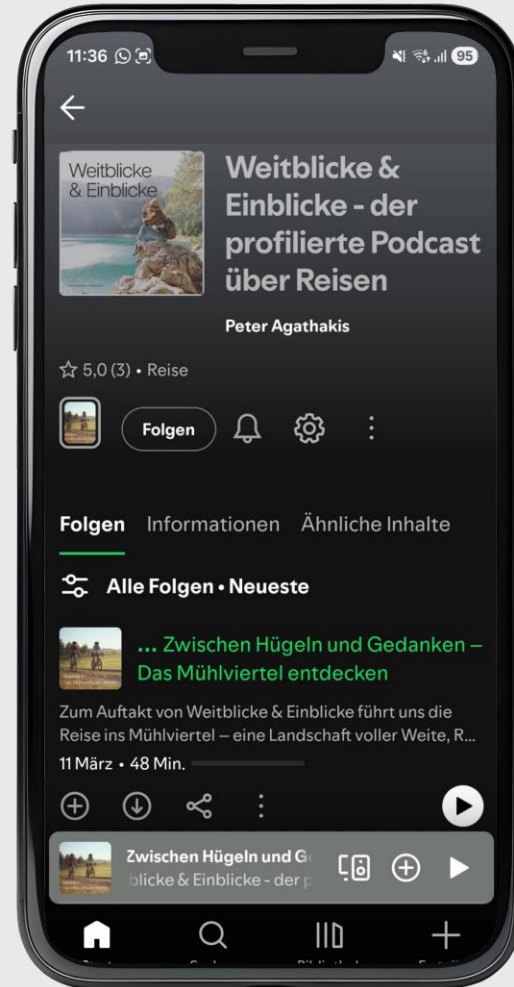 11:36
95
Weitblicke
& Einblicke
Weitblicke &
Einblicke - der
profilierte Podcast
über Reisen
Peter Agathakis
5,0 (3) • Reise
Folgen
Folgen Informationen Ähnliche Inhalte
Alle Folgen • Neueste
... Zwischen Hügeln und Gedanken –
Das Mühlviertel entdecken
Zum Auftakt von Weitblicke & Einblicke führt uns die
Reise ins Mühlviertel – eine Landschaft voller Weite, R...
11 März • 48 Min.
Zwischen Hügeln und G
blicke & Einblicke - der p